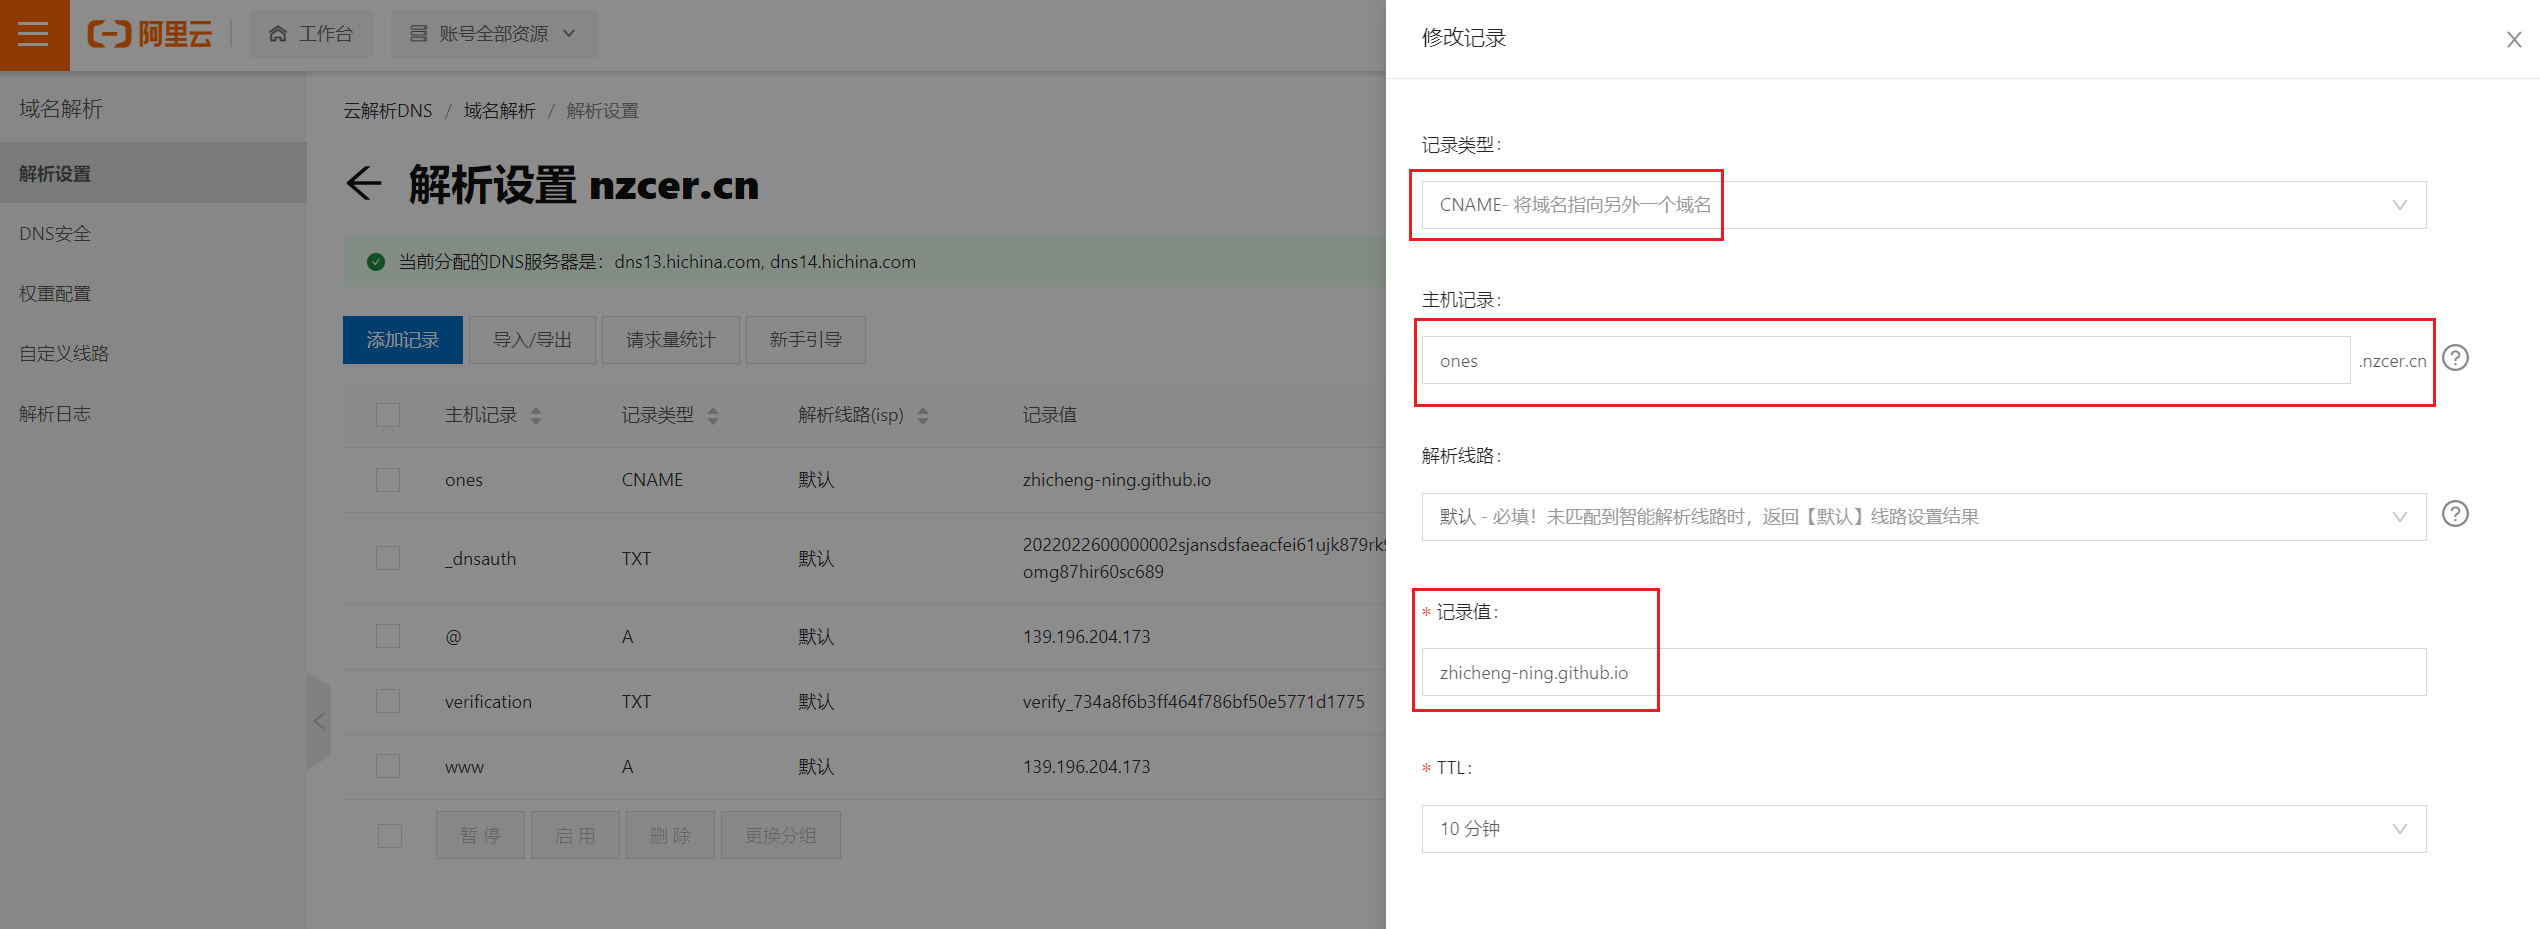 阿里云
工作台
账号全部资源
域名解析
解析设置
DNS安全
权重配置
自定义线路
解析日志
云解析DNS / 域名解析 / 解析设置
解析设置 nzcer.cn
当前分配的DNS服务器是：dns13.hichina.com, dns14.hichina.com
添加记录 导入/导出 请求量统计 新手引导
主机记录 记录类型 解析线路(isp) 记录值
ones CNAME 默认 zhicheng-ning.github.io
_dnsauth TXT 默认 2022022600000002sjansdsfaeacfei61ujk879rk
omg87hir60sc689
@ A 默认 139.196.204.173
verification TXT 默认 verify_734a8f6b3ff464f786bf50e5771d1775
www A 默认 139.196.204.173
暂停 启用 删除 更换分组
修改记录
记录类型：
CNAME- 将域名指向另外一个域名
主机记录：
ones .nzcer.cn
解析线路：
默认 - 必填！未匹配到智能解析线路时，返回【默认】线路设置结果
* 记录值：
zhicheng-ning.github.io
* TTL：
10 分钟